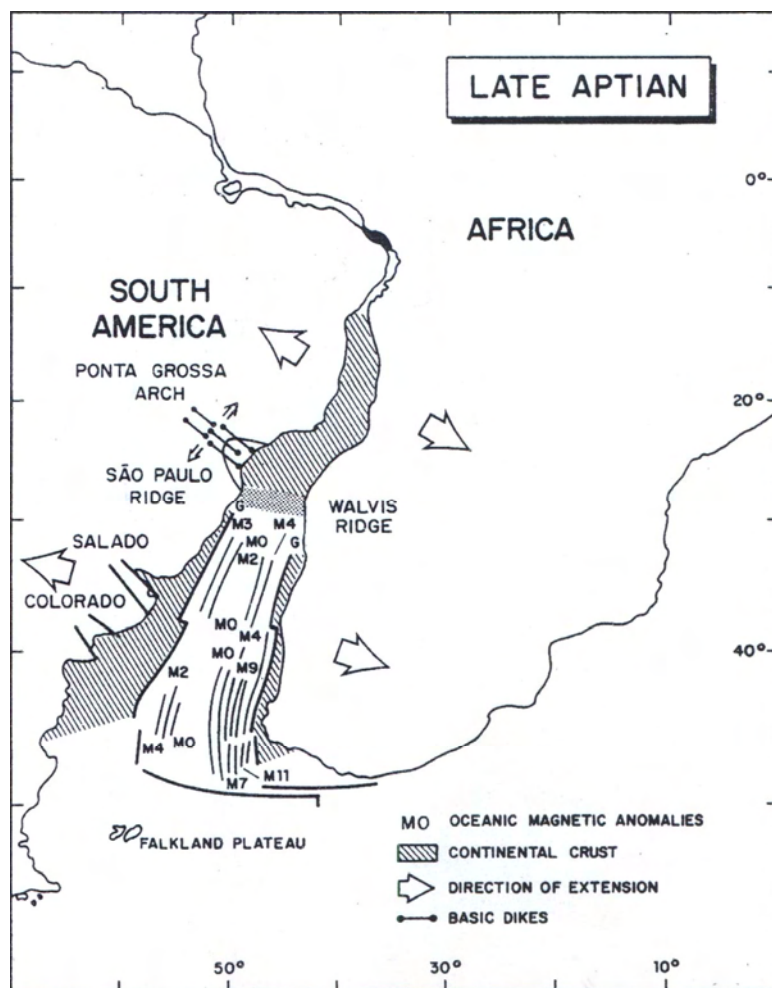 LATE APTIAN
0°
AFRICA
SOUTH
AMERICA
PONTA GROSSA
ARCH
20°
SÃO PAULO
RIDGE
G
WALVIS
RIDGE
M3
M4
MO
G
M2
SALADO
COLORADO
MO
M4
MO
40°
M9
M2
M4
MO
M11
M7
FALKLAND PLATEAU
MO OCEANIC MAGNETIC ANOMALIES
CONTINENTAL CRUST
DIRECTION OF EXTENSION
BASIC DIKES
50°
30°
10°